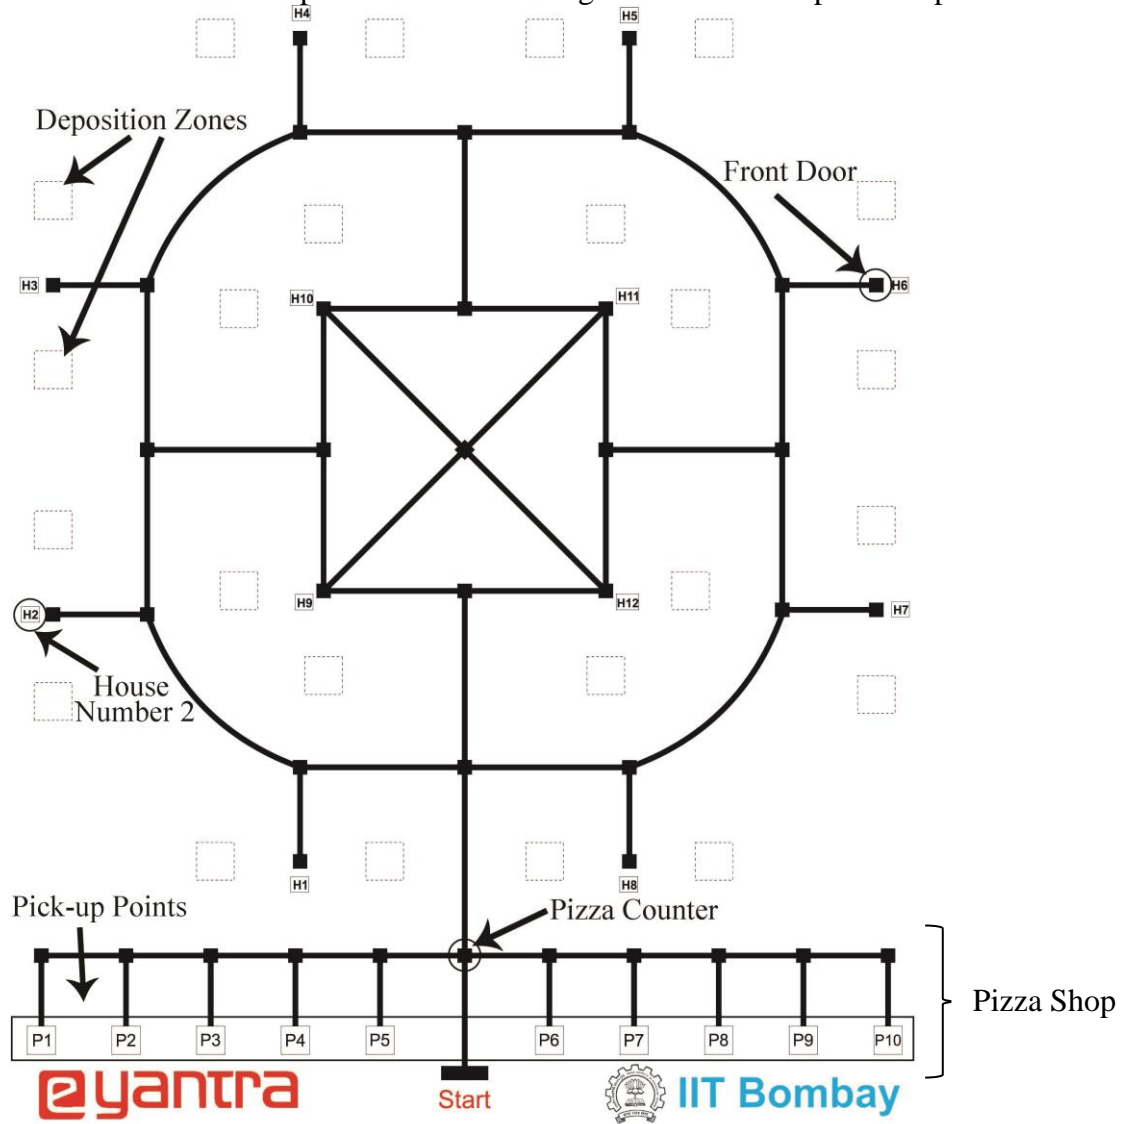 H4
H5
Deposition Zones
Front Door
H3
H10
H11
H6
H9
H12
H2
H7
House
Number 2
H1
H8
Pick-up Points
Pizza Counter
Pizza Shop
P1 P2 P3 P4 P5 P6 P7 P8 P9 P10
eyantra
Start
IIT Bombay